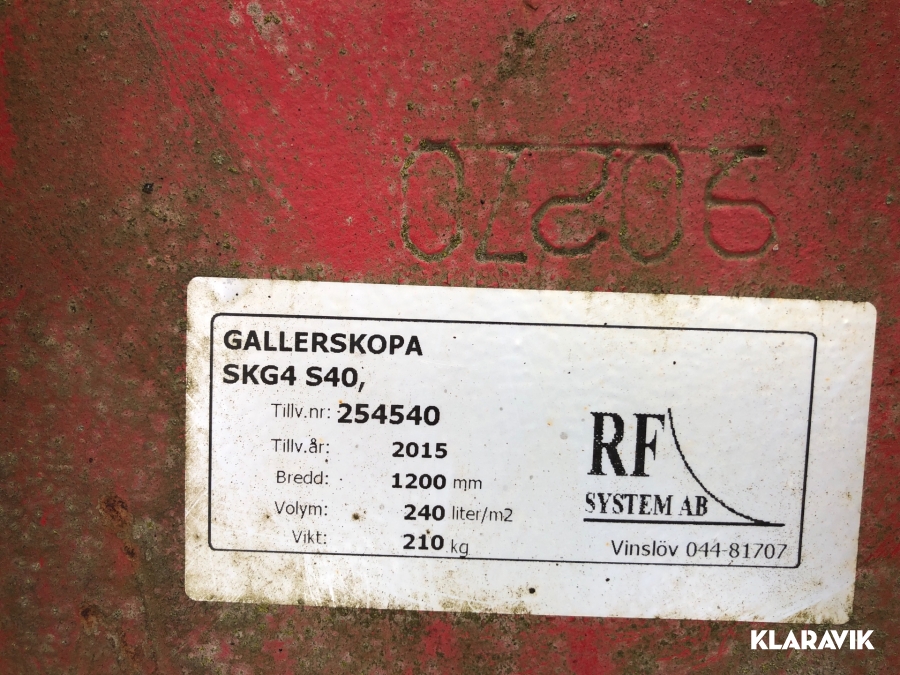 GALLERSKOPA
SKG4 S40,
Tillv.nr: 254540
Tillv.år: 2015
Bredd: 1200 mm
Volym: 240 liter/m2
Vikt: 210 kg
RF
SYSTEM AB
Vinslöv 044-81707
KLARAVIK